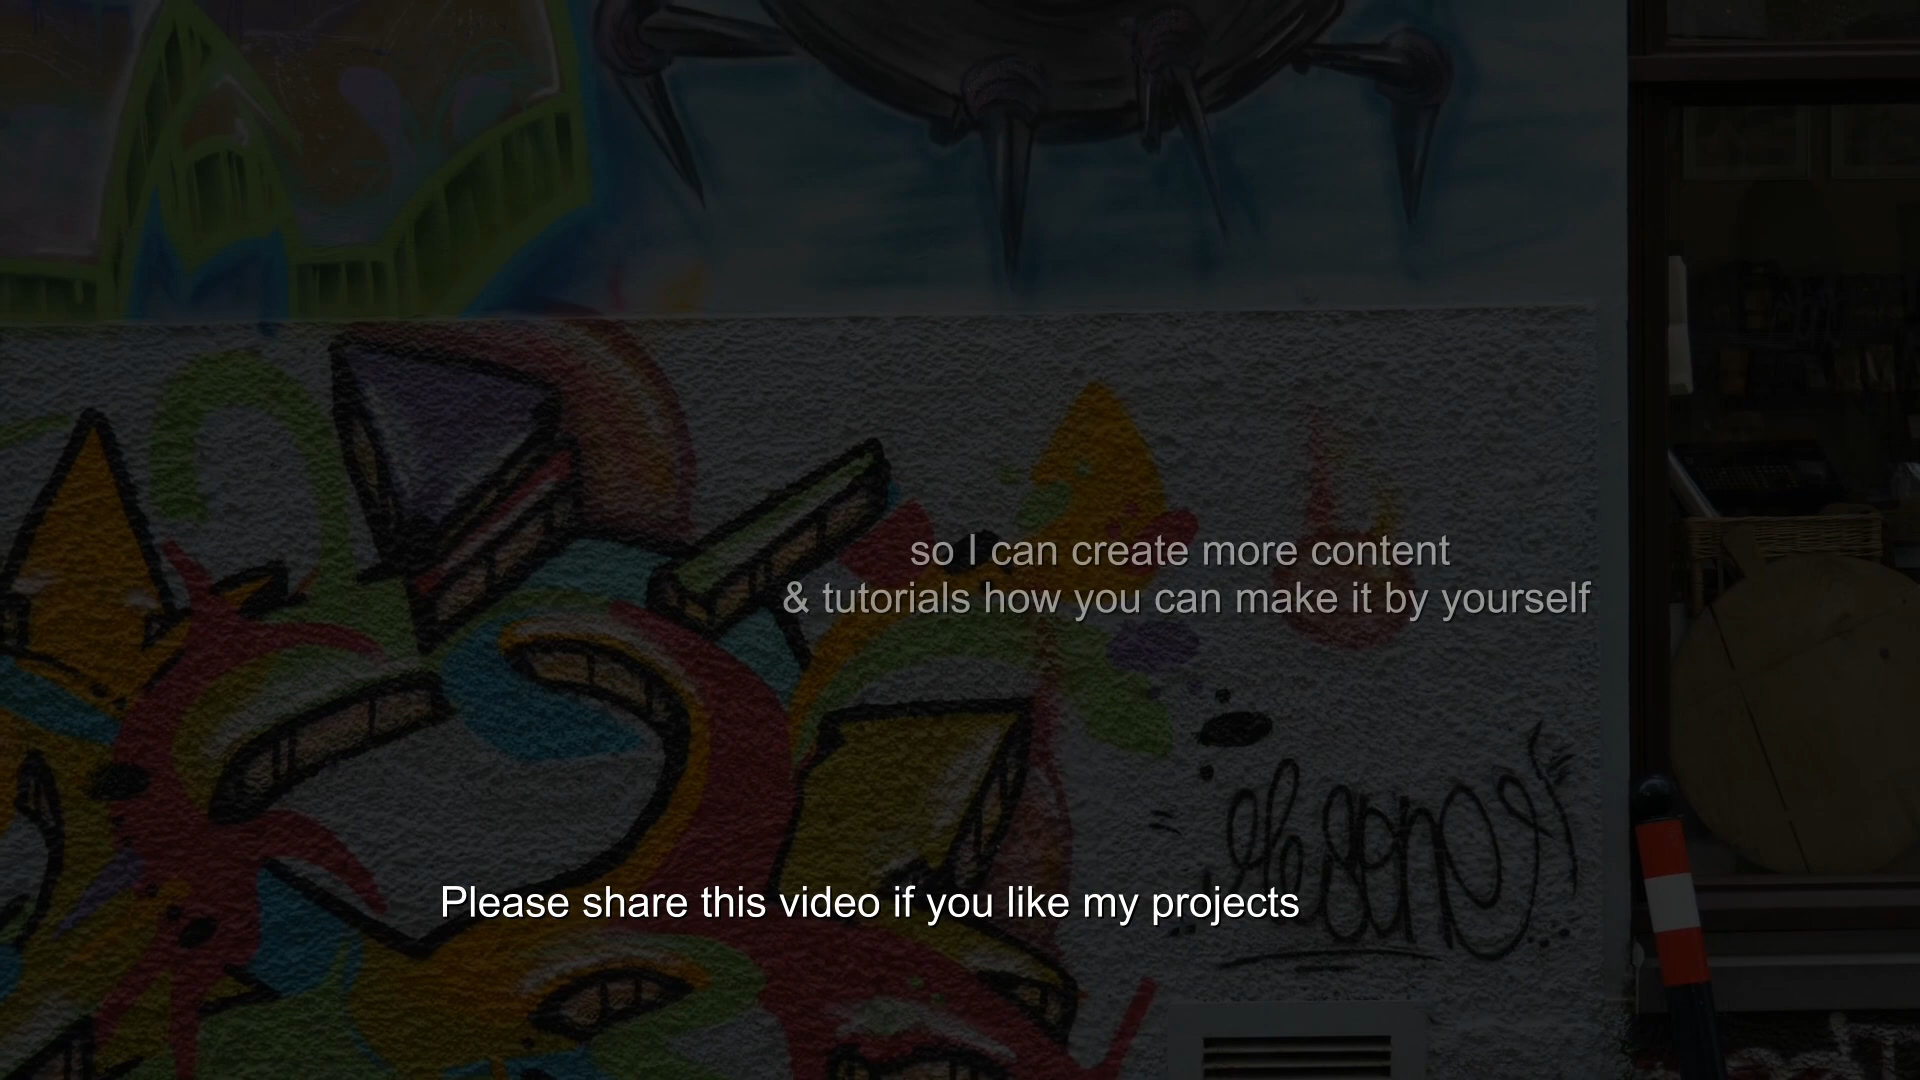 so I can create more content
& tutorials how you can make it by yourself
Please share this video if you like my projects